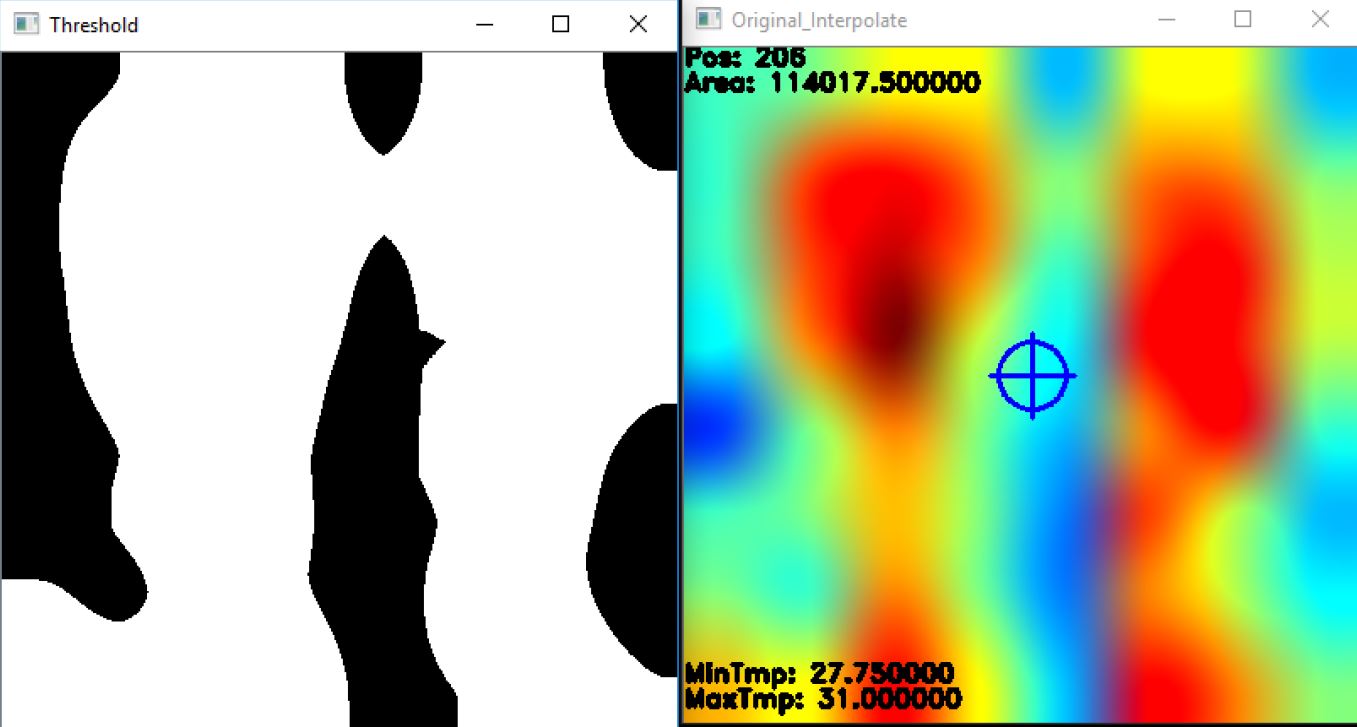 Threshold
Original_Interpolate
Pos: 206
Area: 114017.500000
MinTmp: 27.750000
MaxTmp: 31.000000